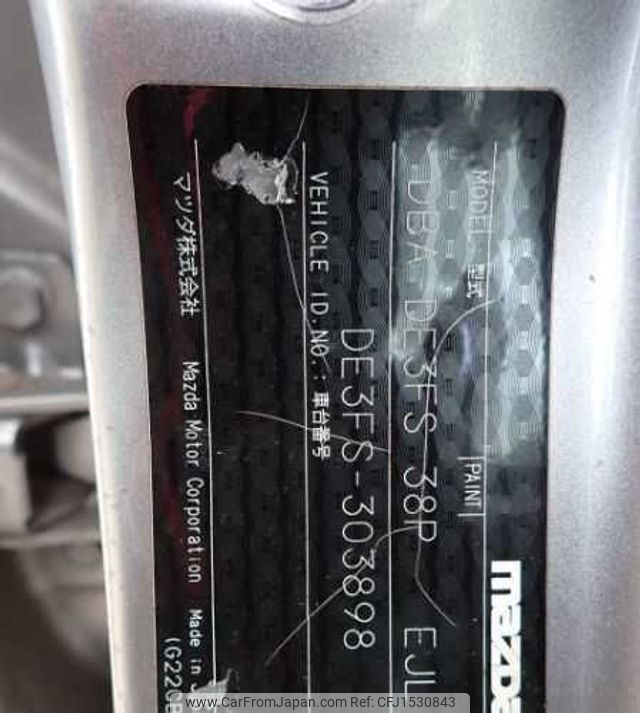 mazda
MODEL 型式 PAINT
DBA DE3FS 38P EJL
VEHICLE ID.NO.: 車台番号
DE3FS-303898
マツダ株式会社 Mazda Motor Corporation Made in J
(G22C
www.CarFromJapan.com - Ref CFJ1530843